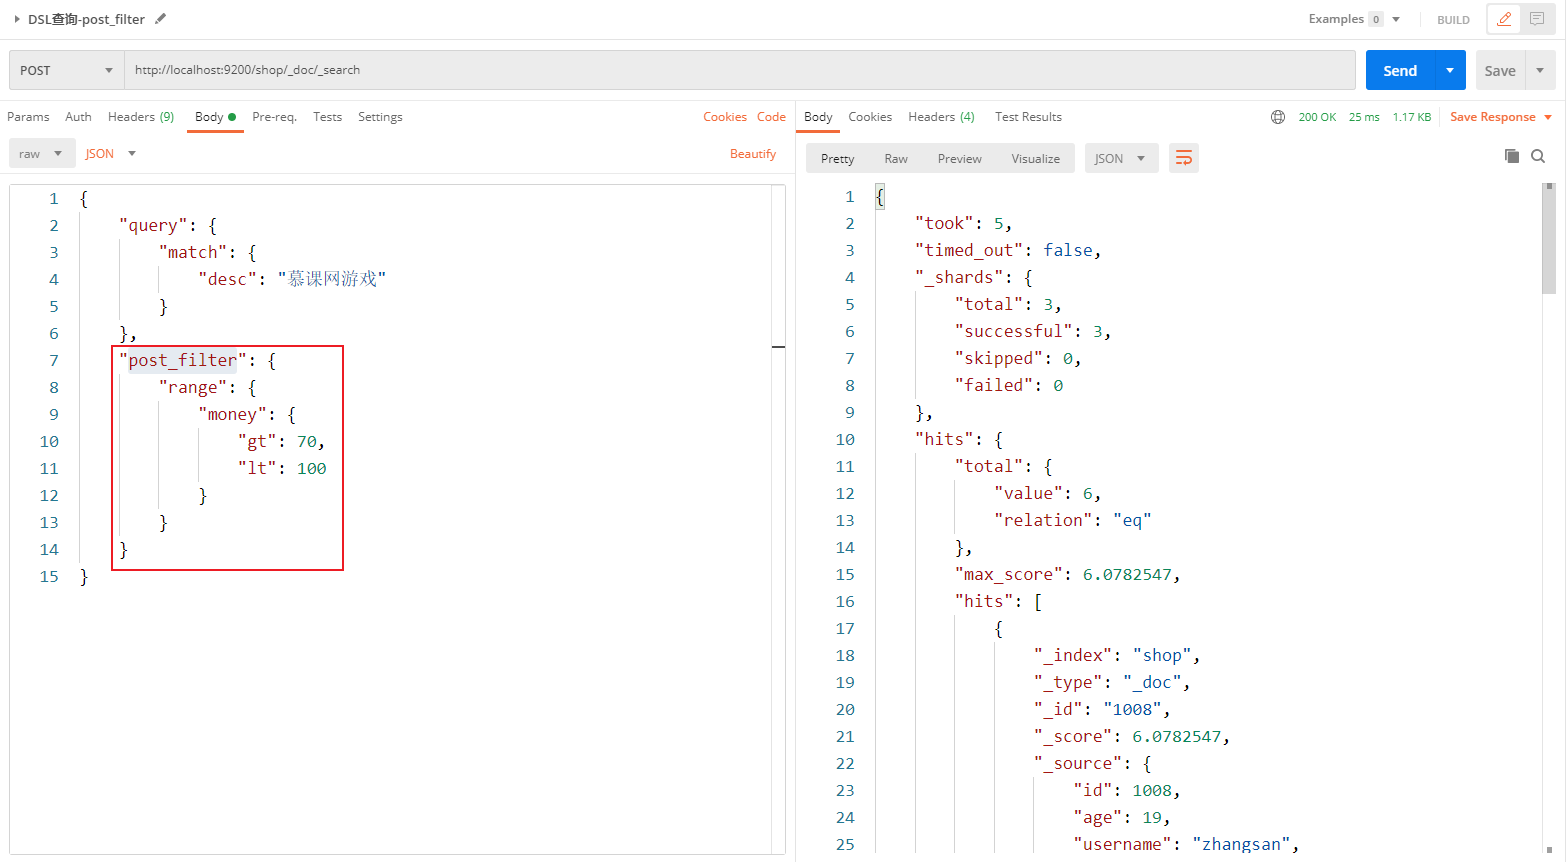 DSL查询-post_filter
Examples 0
BUILD
POST
http://localhost:9200/shop/_doc/_search
Send
Save
Params Auth Headers (9) Body Pre-req. Tests Settings Cookies Code
raw JSON Beautify
1 {
2 "query": {
3 "match": {
4 "desc": "慕课网游戏"
5 }
6 },
7 "post_filter": {
8 "range": {
9 "money": {
10 "gt": 70,
11 "lt": 100
12 }
13 }
14 }
15 }
Body Cookies Headers (4) Test Results 200 OK 25 ms 1.17 KB Save Response
Pretty Raw Preview Visualize JSON
1 {
2 "took": 5,
3 "timed_out": false,
4 "_shards": {
5 "total": 3,
6 "successful": 3,
7 "skipped": 0,
8 "failed": 0
9 },
10 "hits": {
11 "total": {
12 "value": 6,
13 "relation": "eq"
14 },
15 "max_score": 6.0782547,
16 "hits": [
17 {
18 "_index": "shop",
19 "_type": "_doc",
20 "_id": "1008",
21 "_score": 6.0782547,
22 "_source": {
23 "id": 1008,
24 "age": 19,
25 "username": "zhangsan",